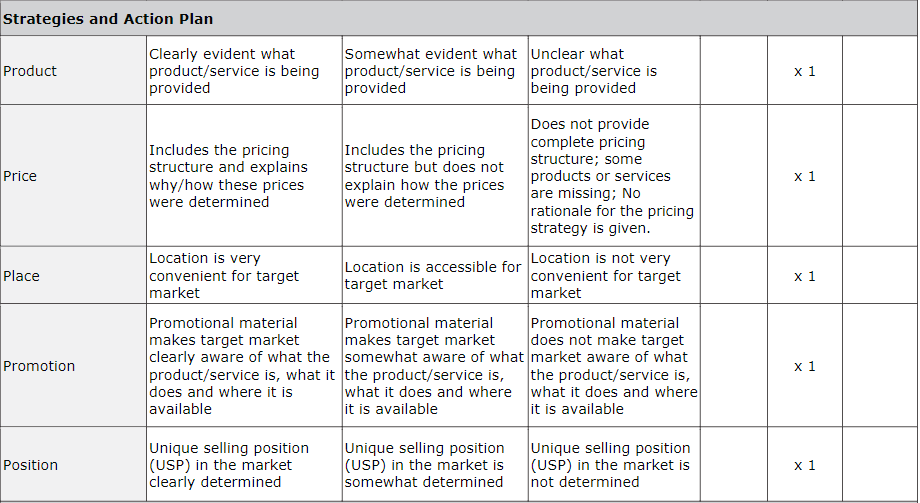 Strategies and Action Plan
Product
Clearly evident what
product/service is being
provided
Somewhat evident what
product/service is being
provided
Unclear what
product/service is
being provided
x 1
Price
Includes the pricing
structure and explains
why/how these prices
were determined
Includes the pricing
structure but does not
explain how the prices
were determined
Does not provide
complete pricing
structure; some
products or services
are missing; No
rationale for the pricing
strategy is given.
x 1
Place
Location is very
convenient for target
market
Location is accessible for
target market
Location is not very
convenient for target
market
x 1
Promotion
Promotional material
makes target market
clearly aware of what the
product/service is, what it
does and where it is
available
Promotional material
makes target market
somewhat aware of what
the product/service is,
what it does and where
it is available
Promotional material
does not make target
market aware of what
the product/service is,
what it does and where
it is available
x 1
Position
Unique selling position
(USP) in the market
clearly determined
Unique selling position
(USP) in the market is
somewhat determined
Unique selling position
(USP) in the market is
not determined
x 1